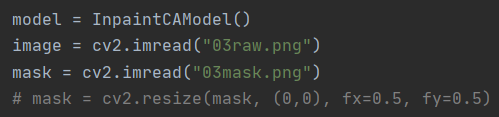 model = InpaintCAModel()
image = cv2.imread("03raw.png")
mask = cv2.imread("03mask.png")
# mask = cv2.resize(mask, (0,0), fx=0.5, fy=0.5)